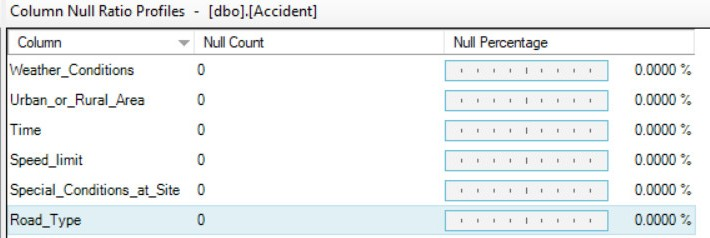 Column Null Ratio Profiles - [dbo].[Accident]
Column Null Count Null Percentage
Weather_Conditions 0 0.0000 %
Urban_or_Rural_Area 0 0.0000 %
Time 0 0.0000 %
Speed_limit 0 0.0000 %
Special_Conditions_at_Site 0 0.0000 %
Road_Type 0 0.0000 %